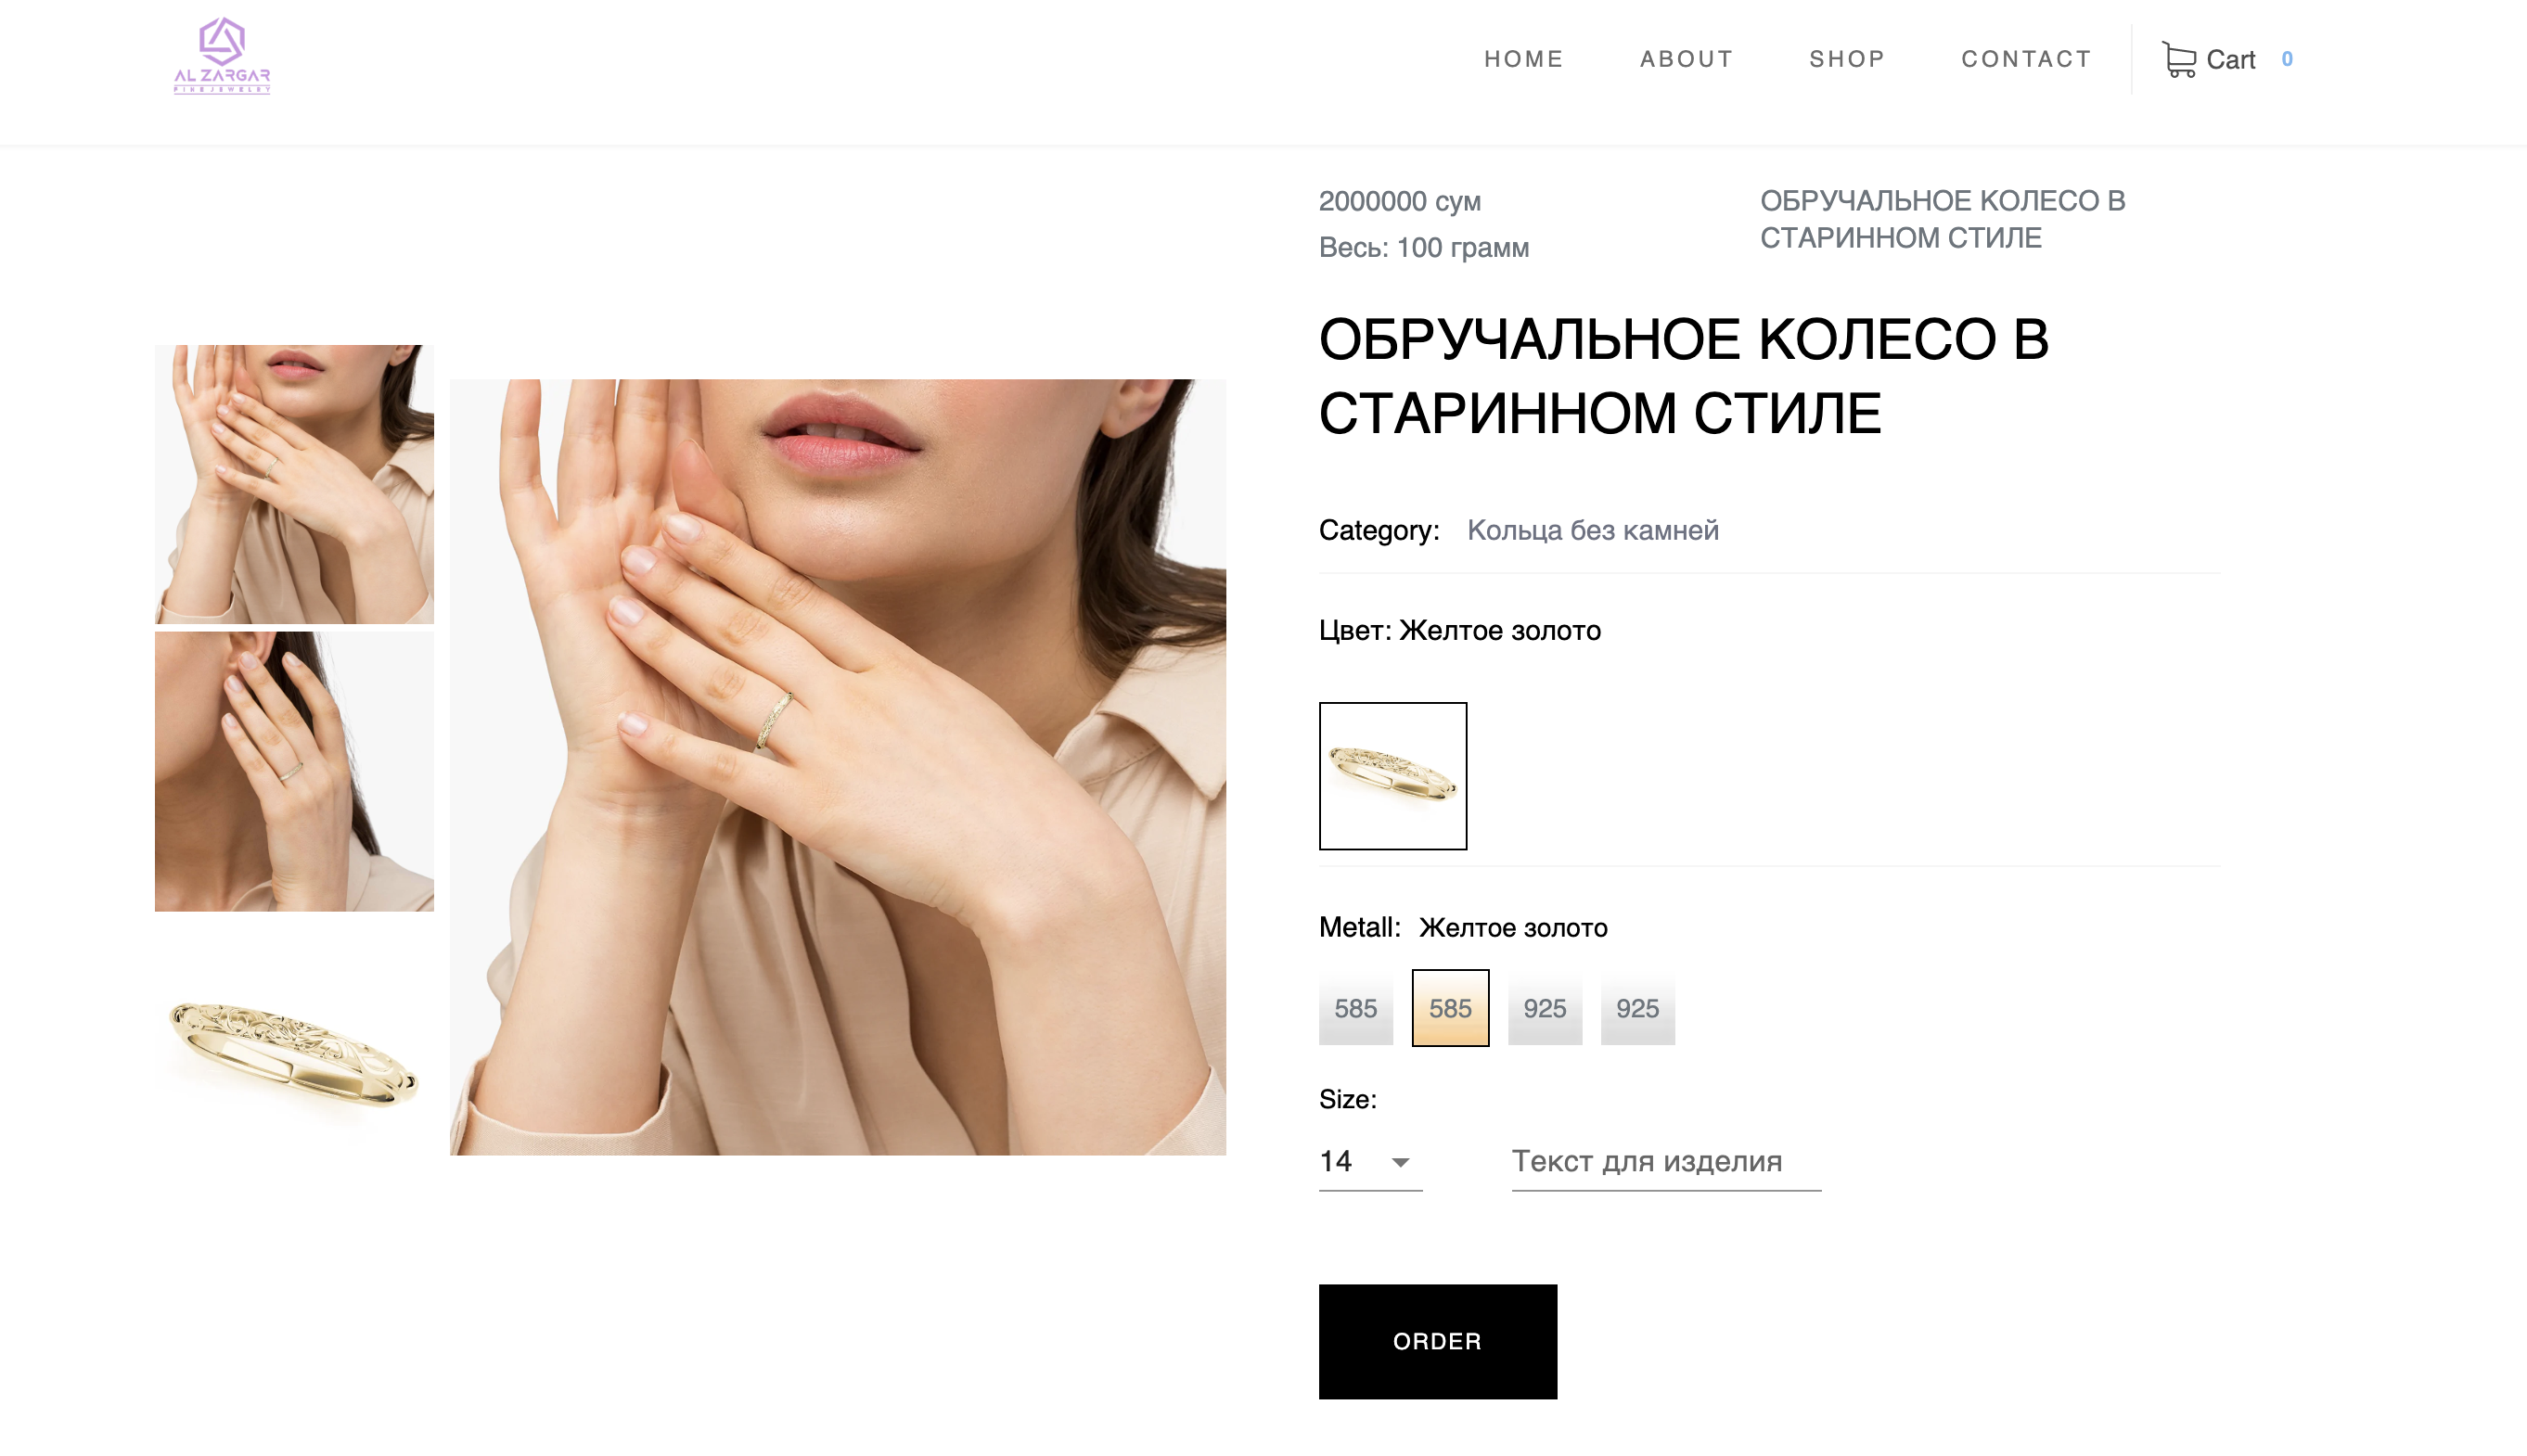 AL ZARGAR
FINE JEWELRY
HOME ABOUT SHOP CONTACT Cart 0
2000000 сум
Весь: 100 грамм
ОБРУЧАЛЬНОЕ КОЛЕСО В
СТАРИННОМ СТИЛЕ
ОБРУЧАЛЬНОЕ КОЛЕСО В
СТАРИННОМ СТИЛЕ
Category: Кольца без камней
Цвет: Желтое золото
Metall: Желтое золото
585 585 925 925
Size:
14 Текст для изделия
ORDER